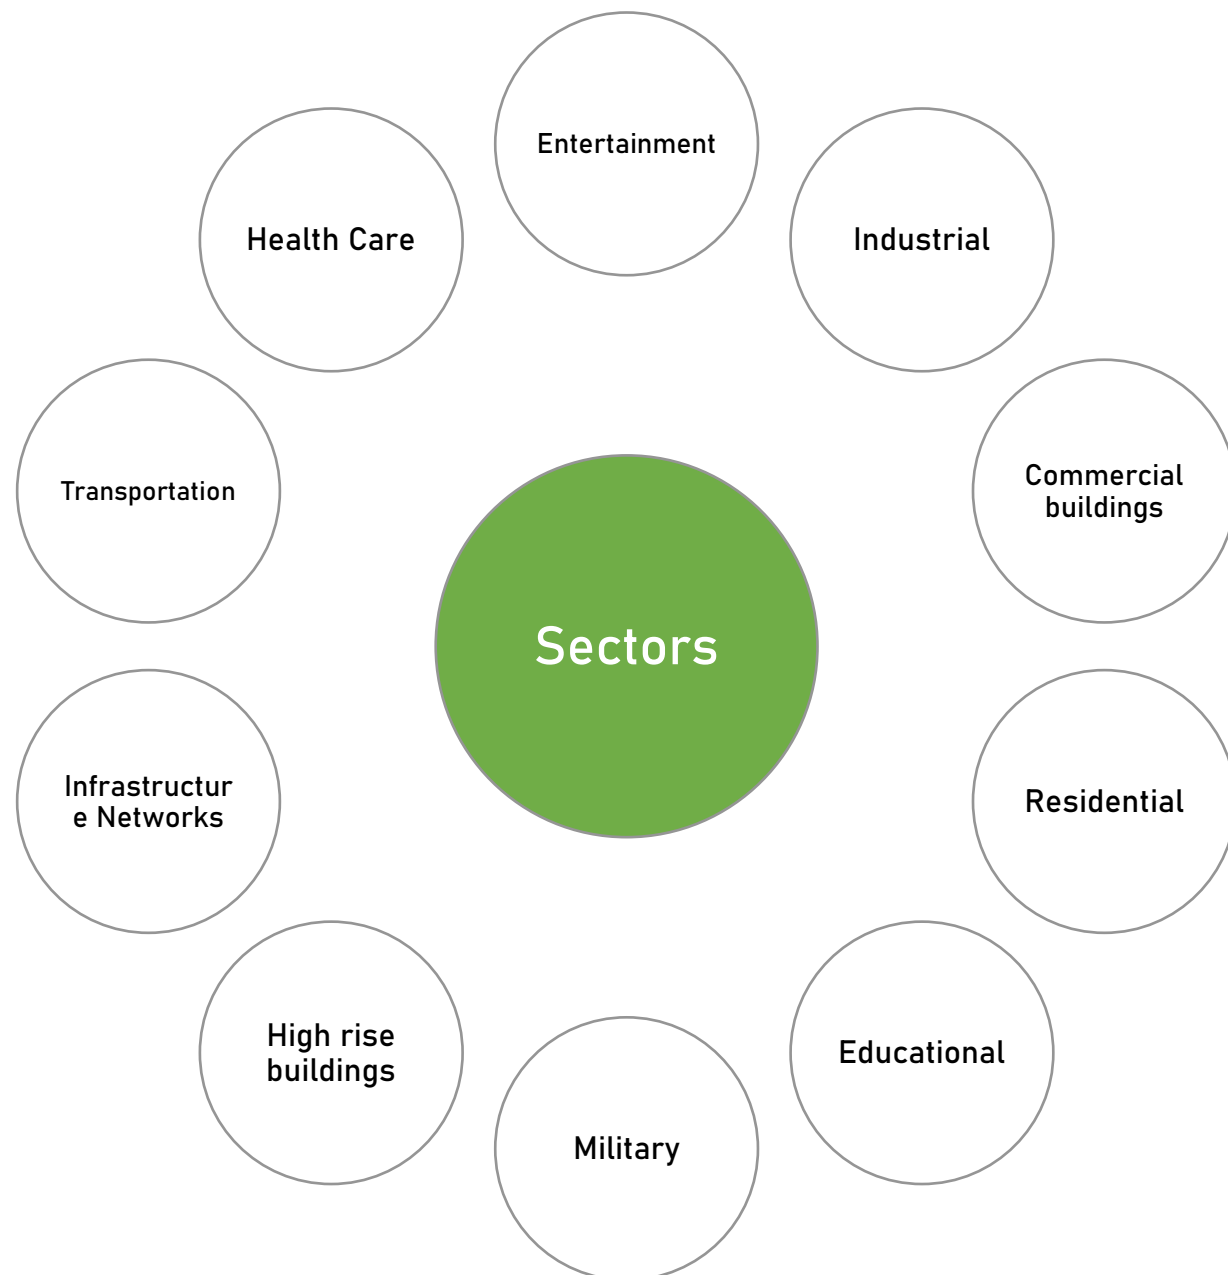 Entertainment
Health Care
Industrial
Transportation
Commercial
buildings
Sectors
Infrastructur
e Networks
Residential
High rise
buildings
Educational
Military